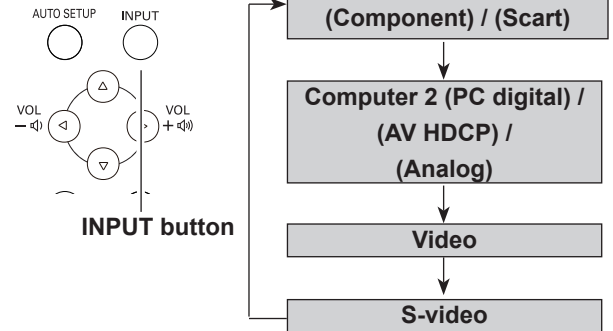 AUTO SETUP
INPUT
VOL
–
VOL
+
INPUT button
(Component) / (Scart)
Computer 2 (PC digital) /
(AV HDCP) /
(Analog)
Video
S-video